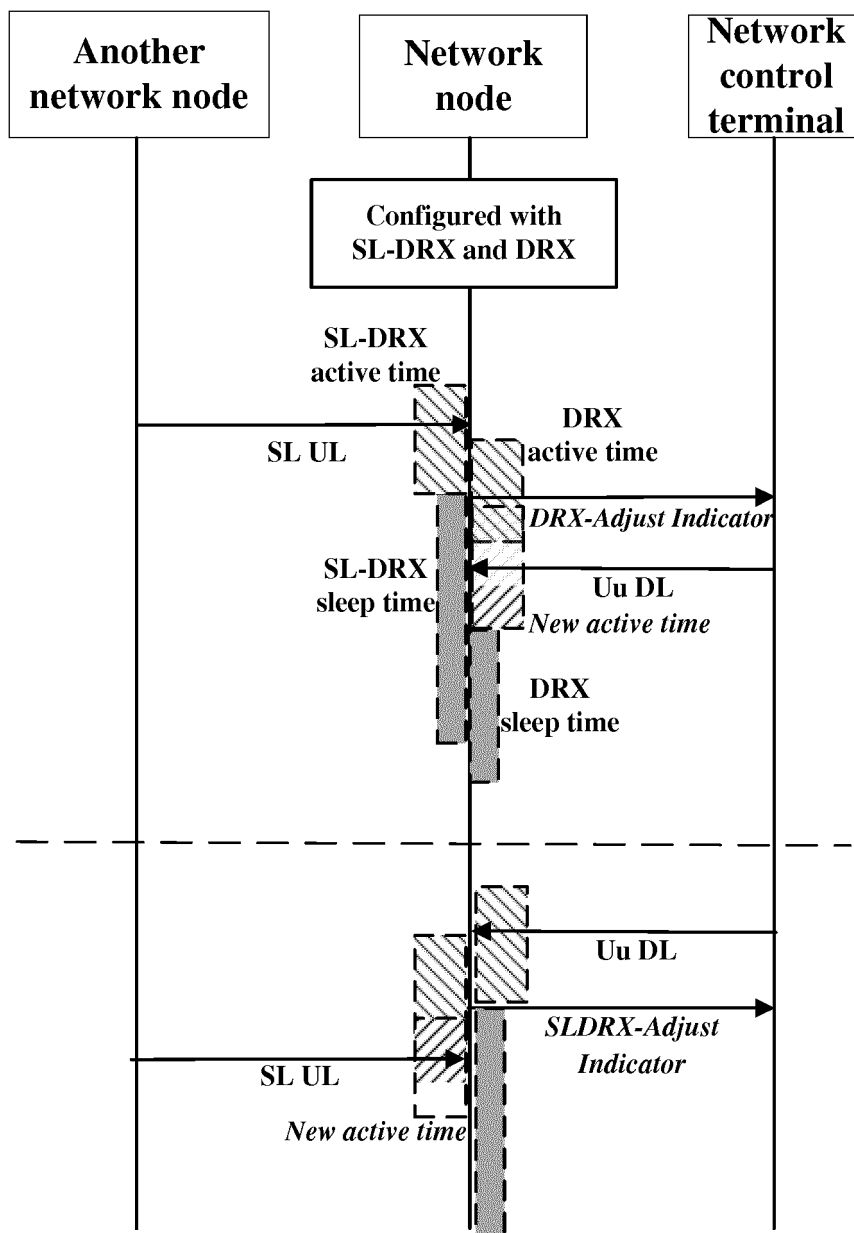 Another
network node
Network
node
Network
control
terminal
Configured with
SL-DRX and DRX
SL-DRX
active time
SL UL
DRX
active time
DRX-Adjust Indicator
SL-DRX
sleep time
Uu DL
New active time
DRX
sleep time
Uu DL
SLDRX-Adjust
Indicator
SL UL
New active time